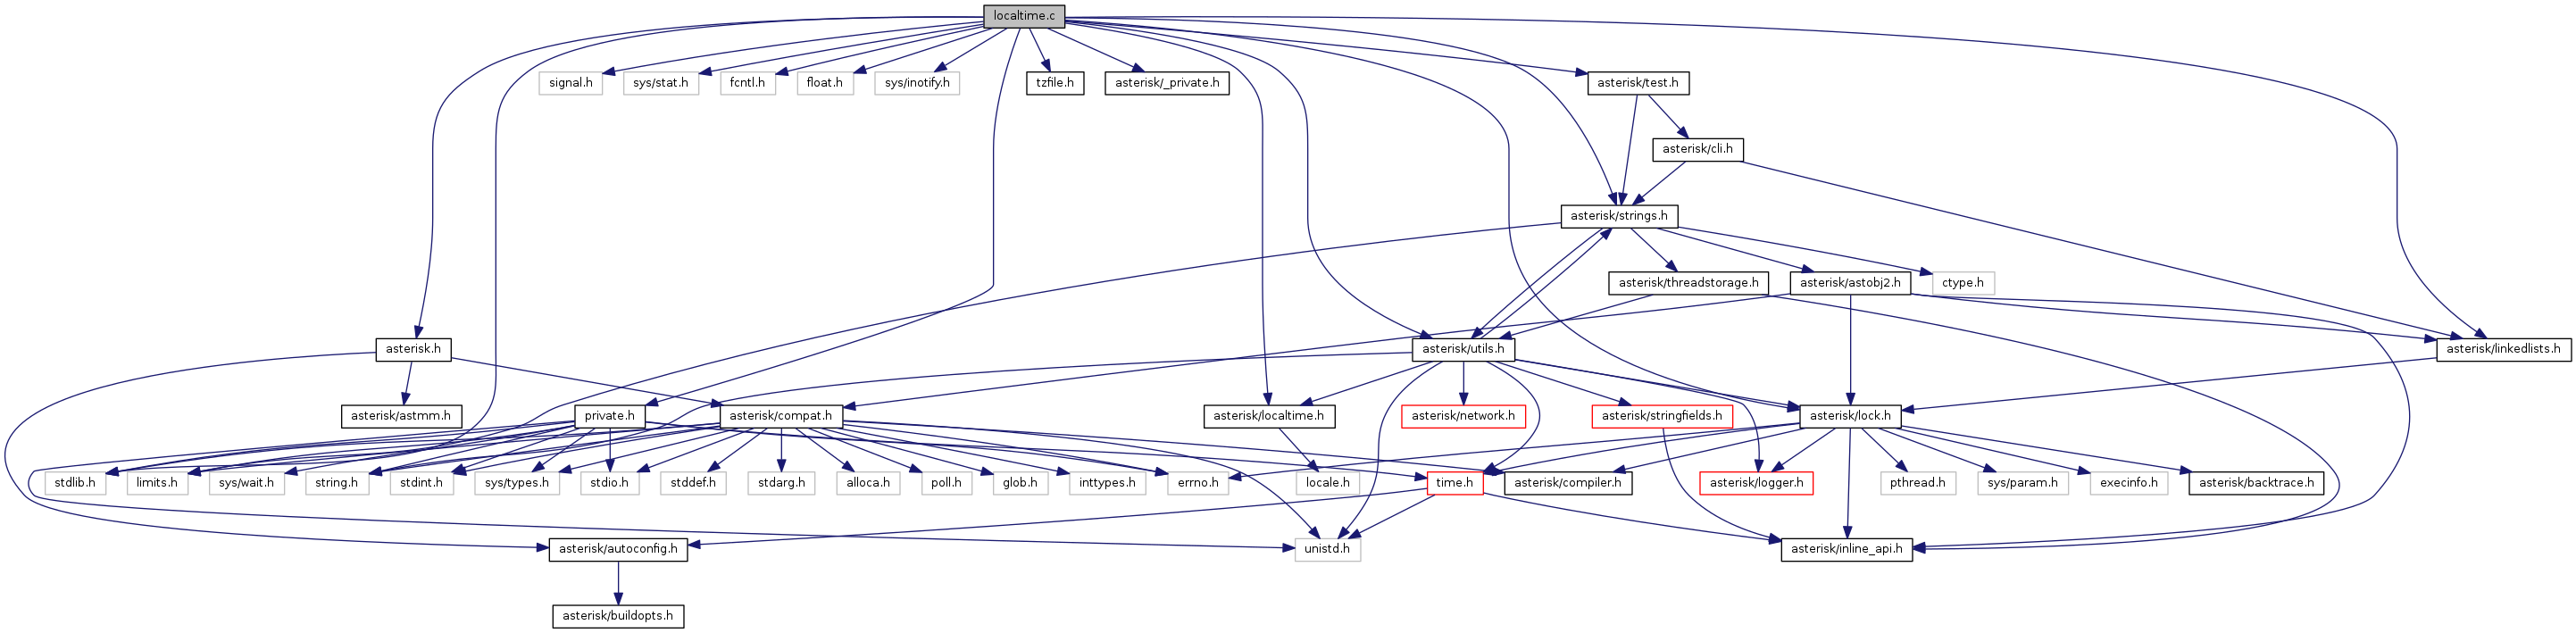 localtime.c
signal.h
sys/stat.h
fcntl.h
float.h
sys/inotify.h
tzfile.h
asterisk/_private.h
asterisk/test.h
asterisk/cli.h
asterisk/strings.h
asterisk/threadstorage.h
asterisk/astobj2.h
ctype.h
asterisk.h
asterisk/utils.h
asterisk/linkedlists.h
asterisk/astmm.h
private.h
asterisk/compat.h
asterisk/localtime.h
asterisk/network.h
asterisk/stringfields.h
asterisk/lock.h
stdlib.h
limits.h
sys/wait.h
string.h
stdint.h
sys/types.h
stdio.h
stddef.h
stdarg.h
alloca.h
poll.h
glob.h
inttypes.h
errno.h
locale.h
time.h
asterisk/compiler.h
asterisk/logger.h
pthread.h
sys/param.h
execinfo.h
asterisk/backtrace.h
asterisk/autoconfig.h
unistd.h
asterisk/inline_api.h
asterisk/buildopts.h